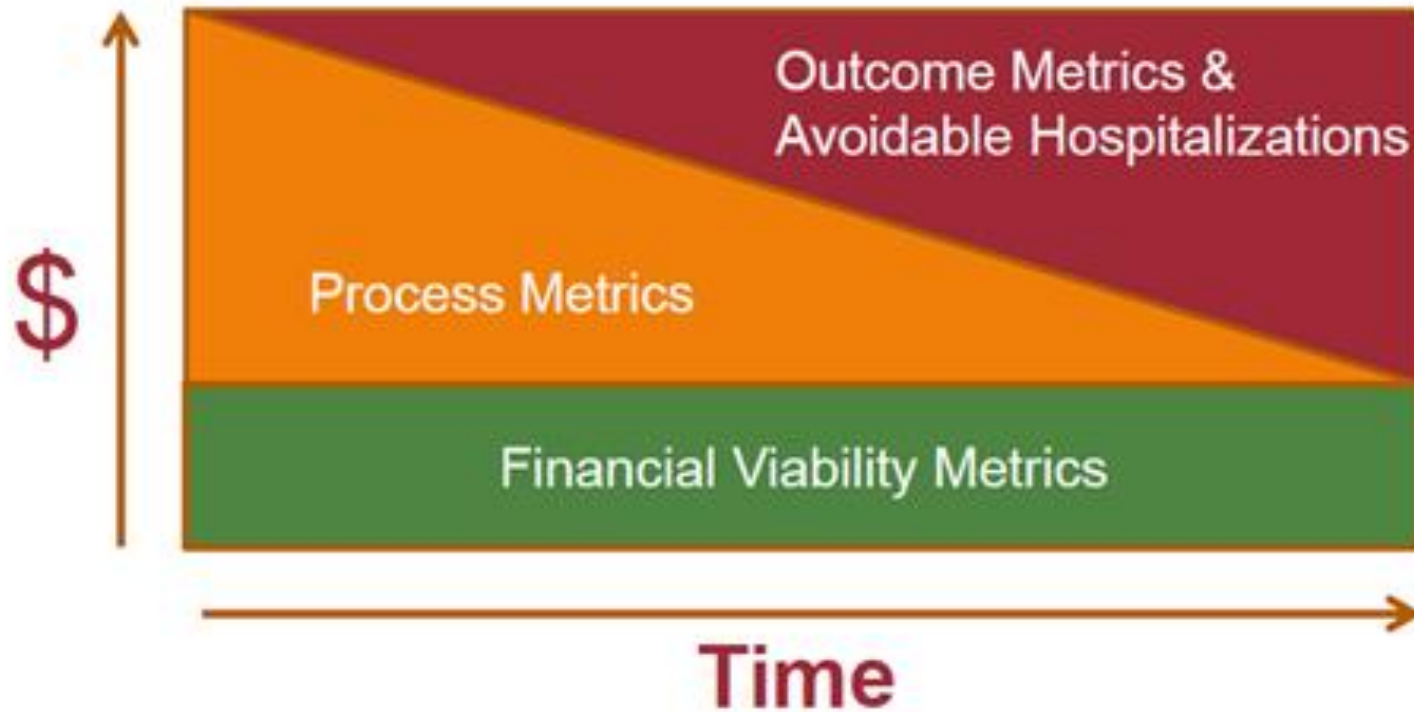 Outcome Metrics &
Avoidable Hospitalizations
$
Process Metrics
Financial Viability Metrics
Time